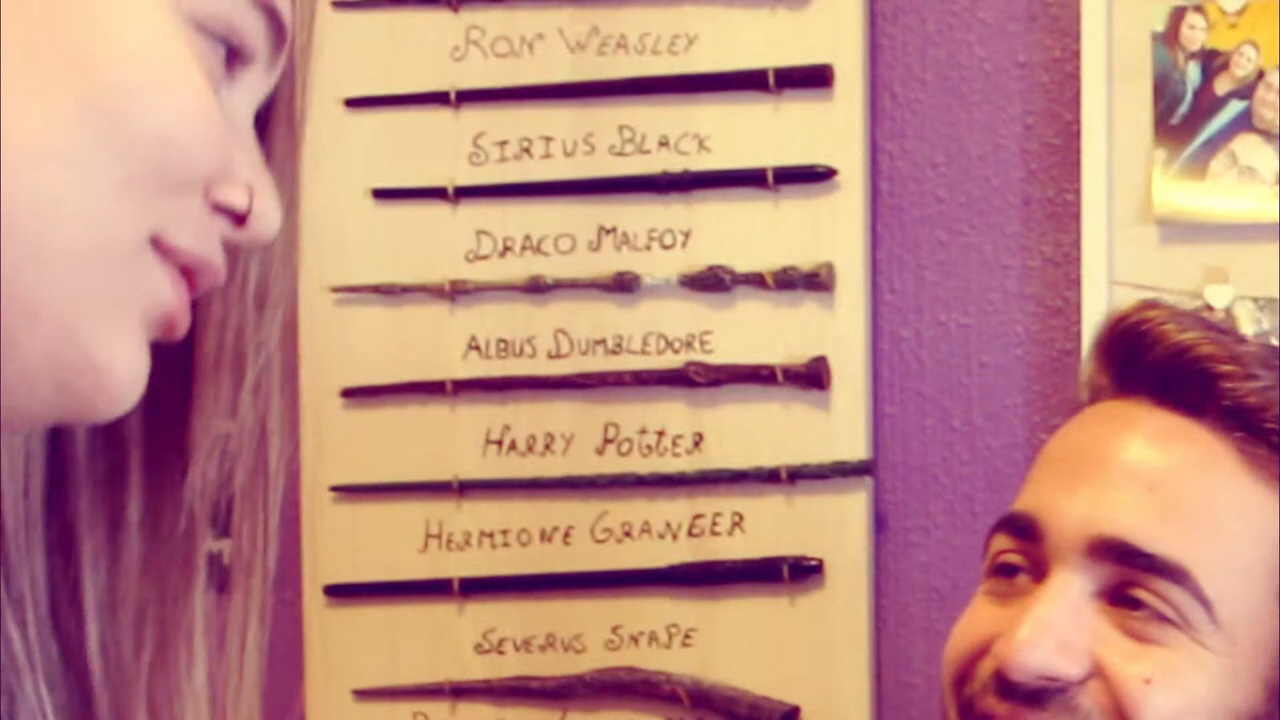 RON WEASLEY
SIRIUS BLACK
DRACO MALFOY
ALBUS DUMBLEDORE
HARRY POTTER
HERMIONE GRANGER
SEVERUS SNAPE